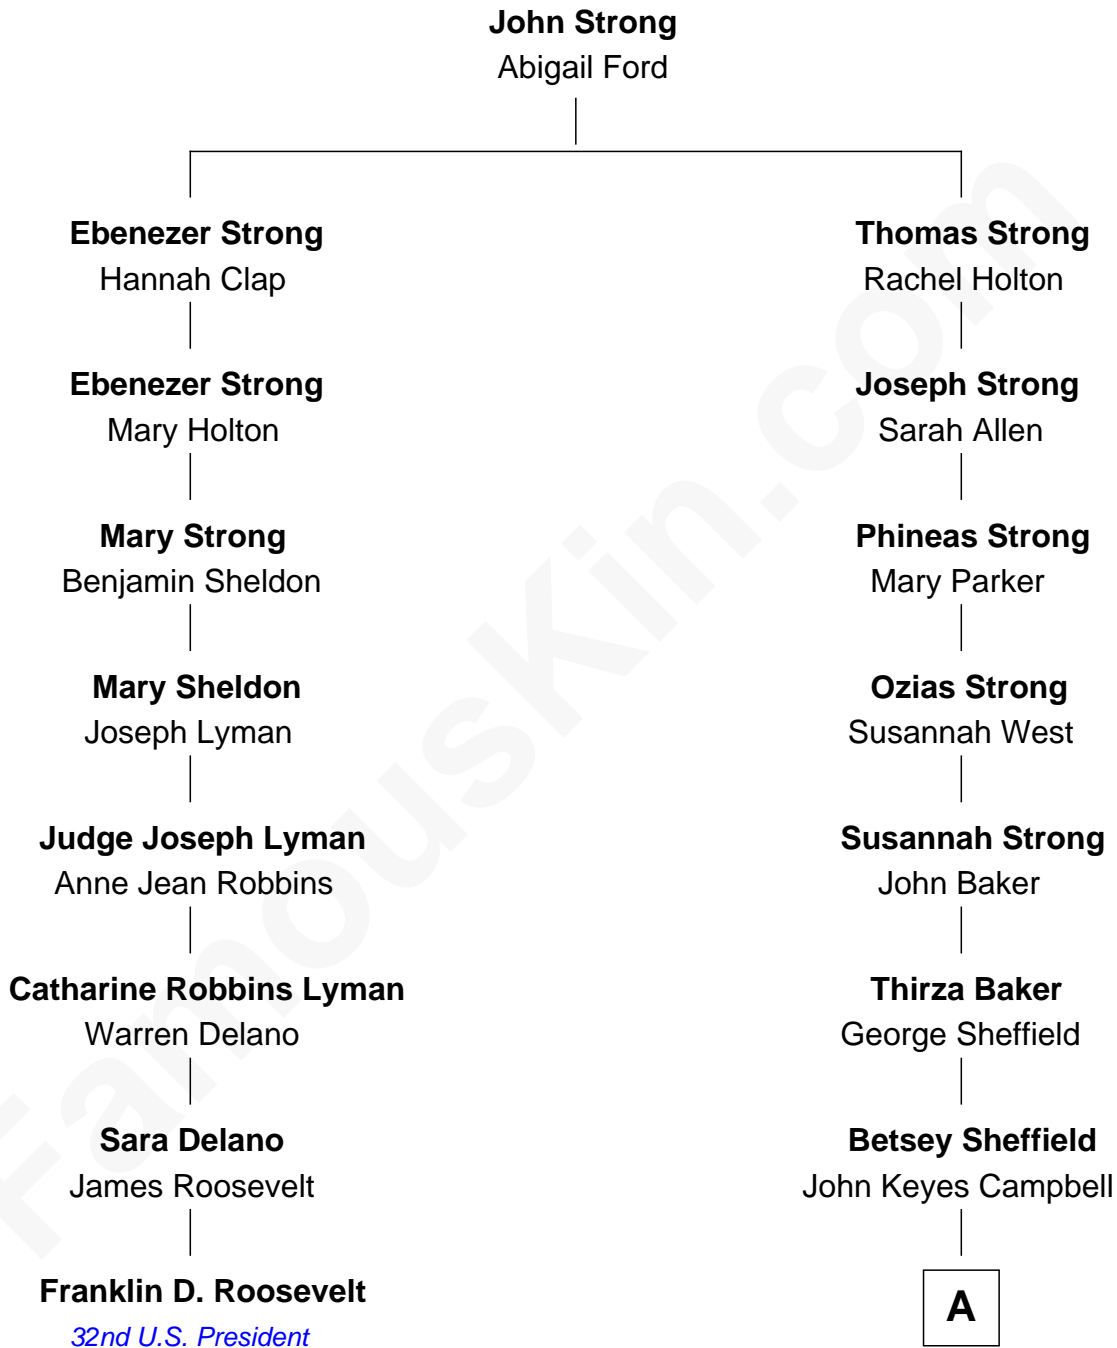 John Strong
Abigail Ford
Ebenezer Strong
Hannah Clap
Thomas Strong
Rachel Holton
Ebenezer Strong
Mary Holton
Joseph Strong
Sarah Allen
Mary Strong
Benjamin Sheldon
Phineas Strong
Mary Parker
Mary Sheldon
Joseph Lyman
Ozias Strong
Susannah West
Judge Joseph Lyman
Anne Jean Robbins
Susannah Strong
John Baker
Catharine Robbins Lyman
Warren Delano
Thirza Baker
George Sheffield
Sara Delano
James Roosevelt
Betsey Sheffield
John Keyes Campbell
Franklin D. Roosevelt
32nd U.S. President
A
FamousKin.com